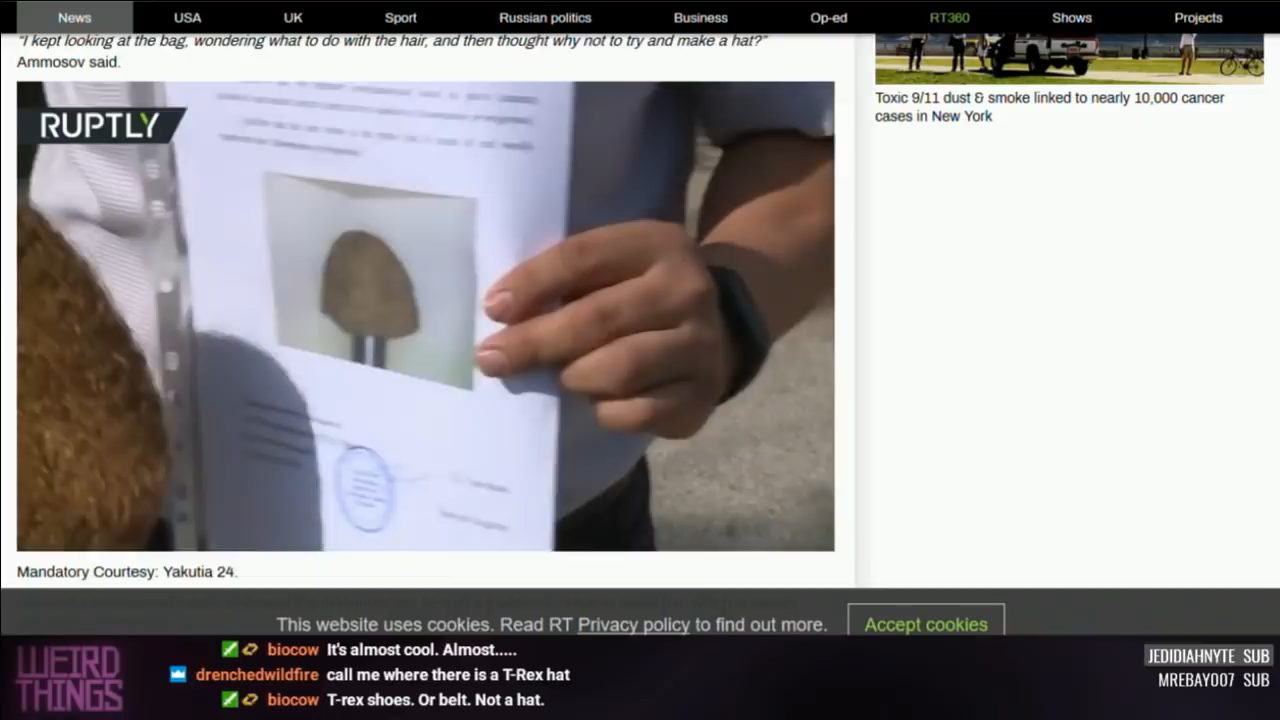 News USA UK Sport Russian politics Business Op-ed RT360 Shows Projects
"I kept looking at the bag, wondering what to do with the hair, and then thought why not to try and make a hat?"
Ammosov said.
RUPTLY
Mandatory Courtesy: Yakutia 24.
Toxic 9/11 dust & smoke linked to nearly 10,000 cancer
cases in New York
This website uses cookies. Read RT Privacy policy to find out more.
Accept cookies
WEIRD
THINGS
biocow It's almost cool. Almost.....
drenchedwildfire call me where there is a T-Rex hat
biocow T-rex shoes. Or belt. Not a hat.
JEDIDIAHNYTE SUB
MREBAY007 SUB